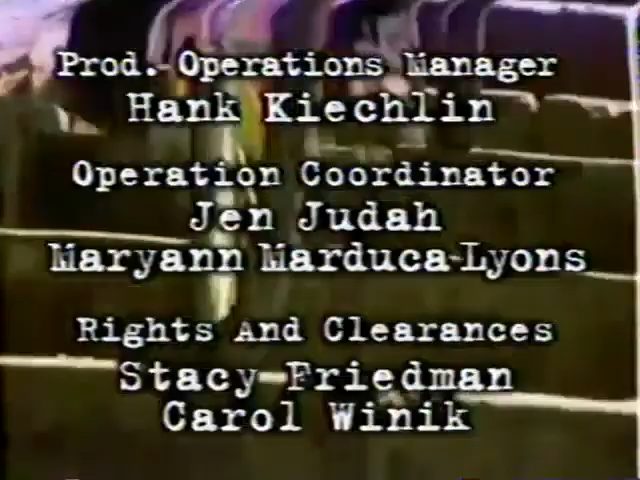 Prod. Operations Manager
Hank Kiechlin
Operation Coordinator
Jen Judah
Maryann Marduca-Lyons
Rights And Clearances
Stacy Friedman
Carol Winik